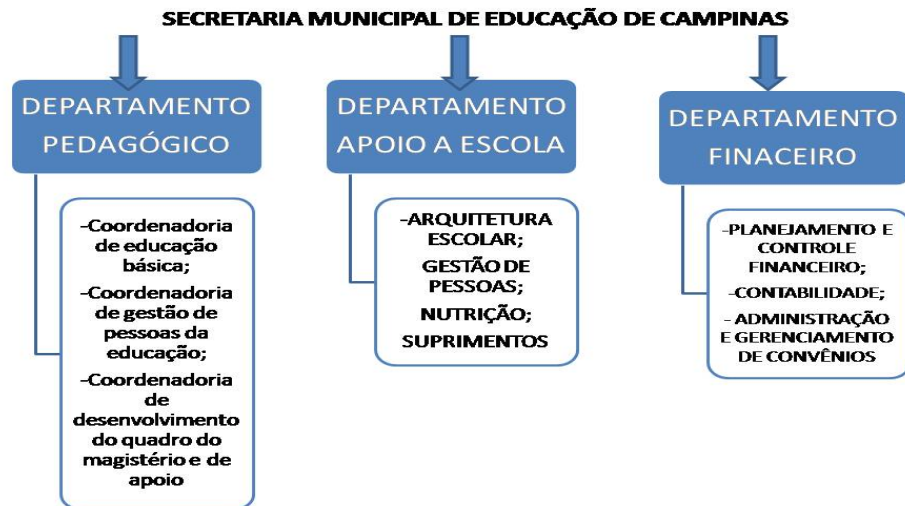 SECRETARIA MUNICIPAL DE EDUCAÇÃO DE CAMPINAS
DEPARTAMENTO
PEDAGÓGICO
-Coordenadoria
de educação
básica;
-Coordenadoria
de gestão de
pessoas da
educação;
-Coordenadoria
de
desenvolvimento
do quadro do
magistério e de
apoio
DEPARTAMENTO
APOIO A ESCOLA
-ARQUITETURA
ESCOLAR;
GESTÃO DE
PESSOAS;
NUTRIÇÃO;
SUPRIMENTOS
DEPARTAMENTO
FINACEIRO
-PLANEJAMENTO E
CONTROLE
FINANCEIRO;
-CONTABILIDADE;
- ADMINISTRAÇÃO
E GERENCIAMENTO
DE CONVÊNIOS